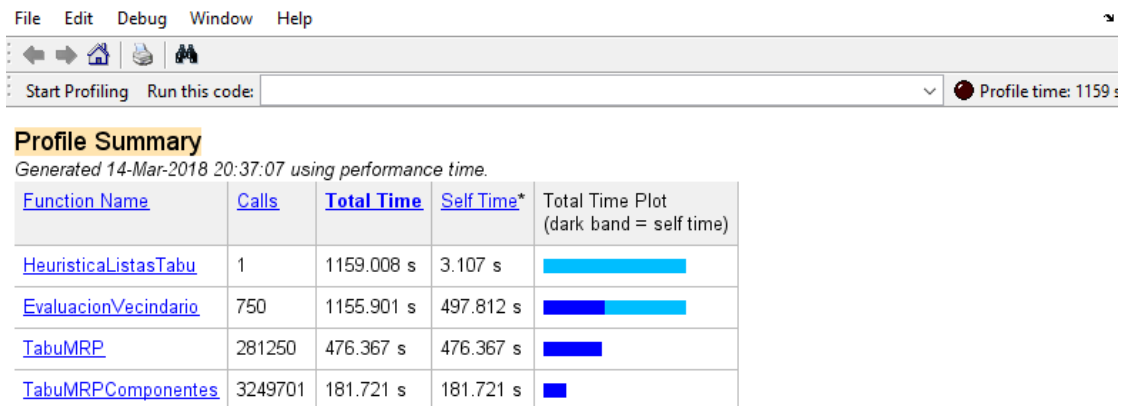 File Edit Debug Window Help
Start Profiling Run this code: Profile time: 1159 s
Profile Summary
Generated 14-Mar-2018 20:37:07 using performance time.
Function Name Calls Total Time Self Time* Total Time Plot
(dark band = self time)
HeuristicaListasTabu 1 1159.008 s 3.107 s
EvaluacionVecindario 750 1155.901 s 497.812 s
TabuMRP 281250 476.367 s 476.367 s
TabuMRPComponentes 3249701 181.721 s 181.721 s